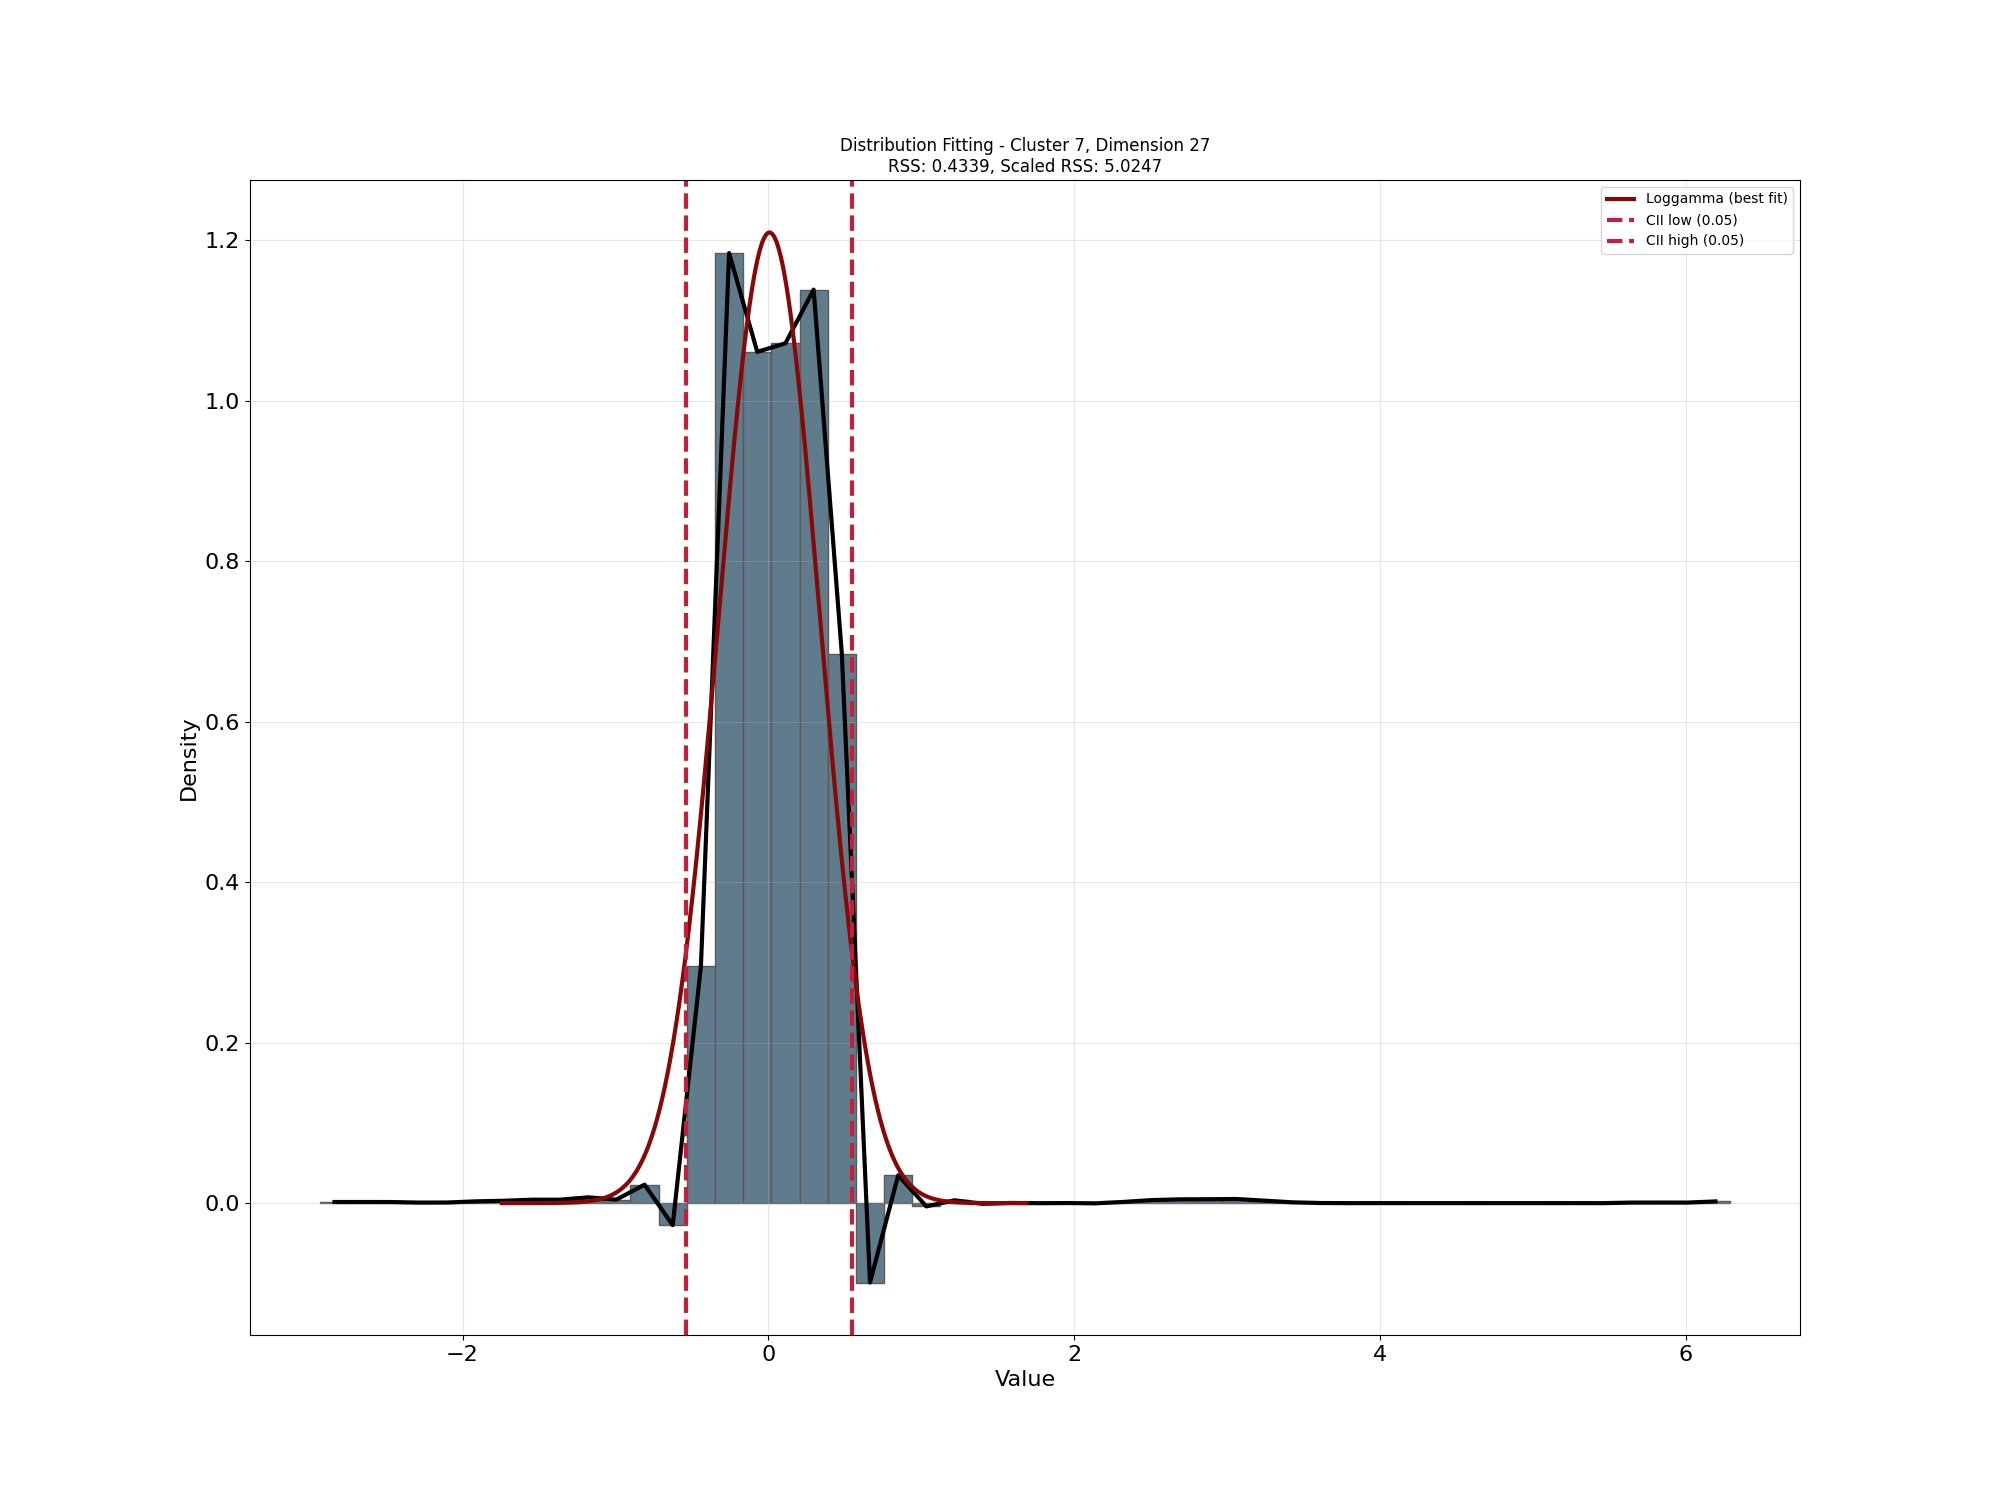 Distribution Fitting - Cluster 7, Dimension 27
RSS: 0.4339, Scaled RSS: 5.0247
Loggamma (best fit)
CII low (0.05)
CII high (0.05)
1.2
1.0
0.8
0.6
0.4
0.2
0.0
Density
−2
0
2
4
6
Value